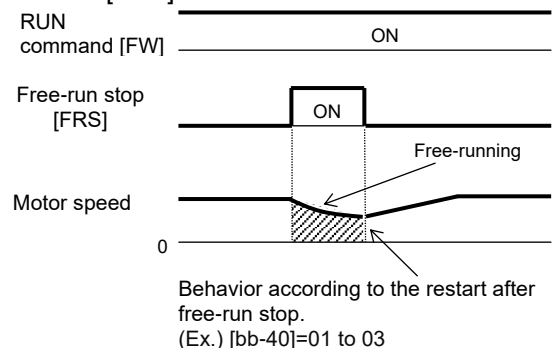 RUN
command [FW]
ON
Free-run stop
[FRS]
ON
Free-running
Motor speed
0
Behavior according to the restart after
free-run stop.
(Ex.) [bb-40]=01 to 03